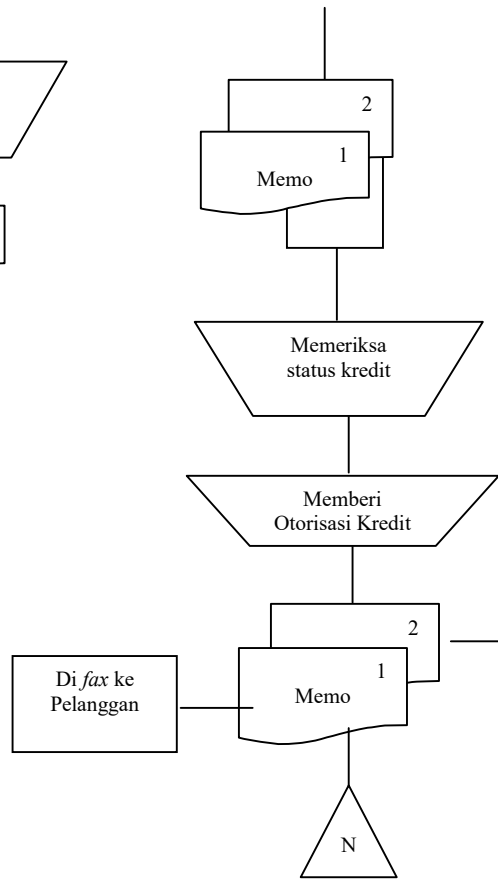 2
1
Memo
Memeriksa
status kredit
Memberi
Otorisasi Kredit
2
1
Memo
Di fax ke
Pelanggan
N